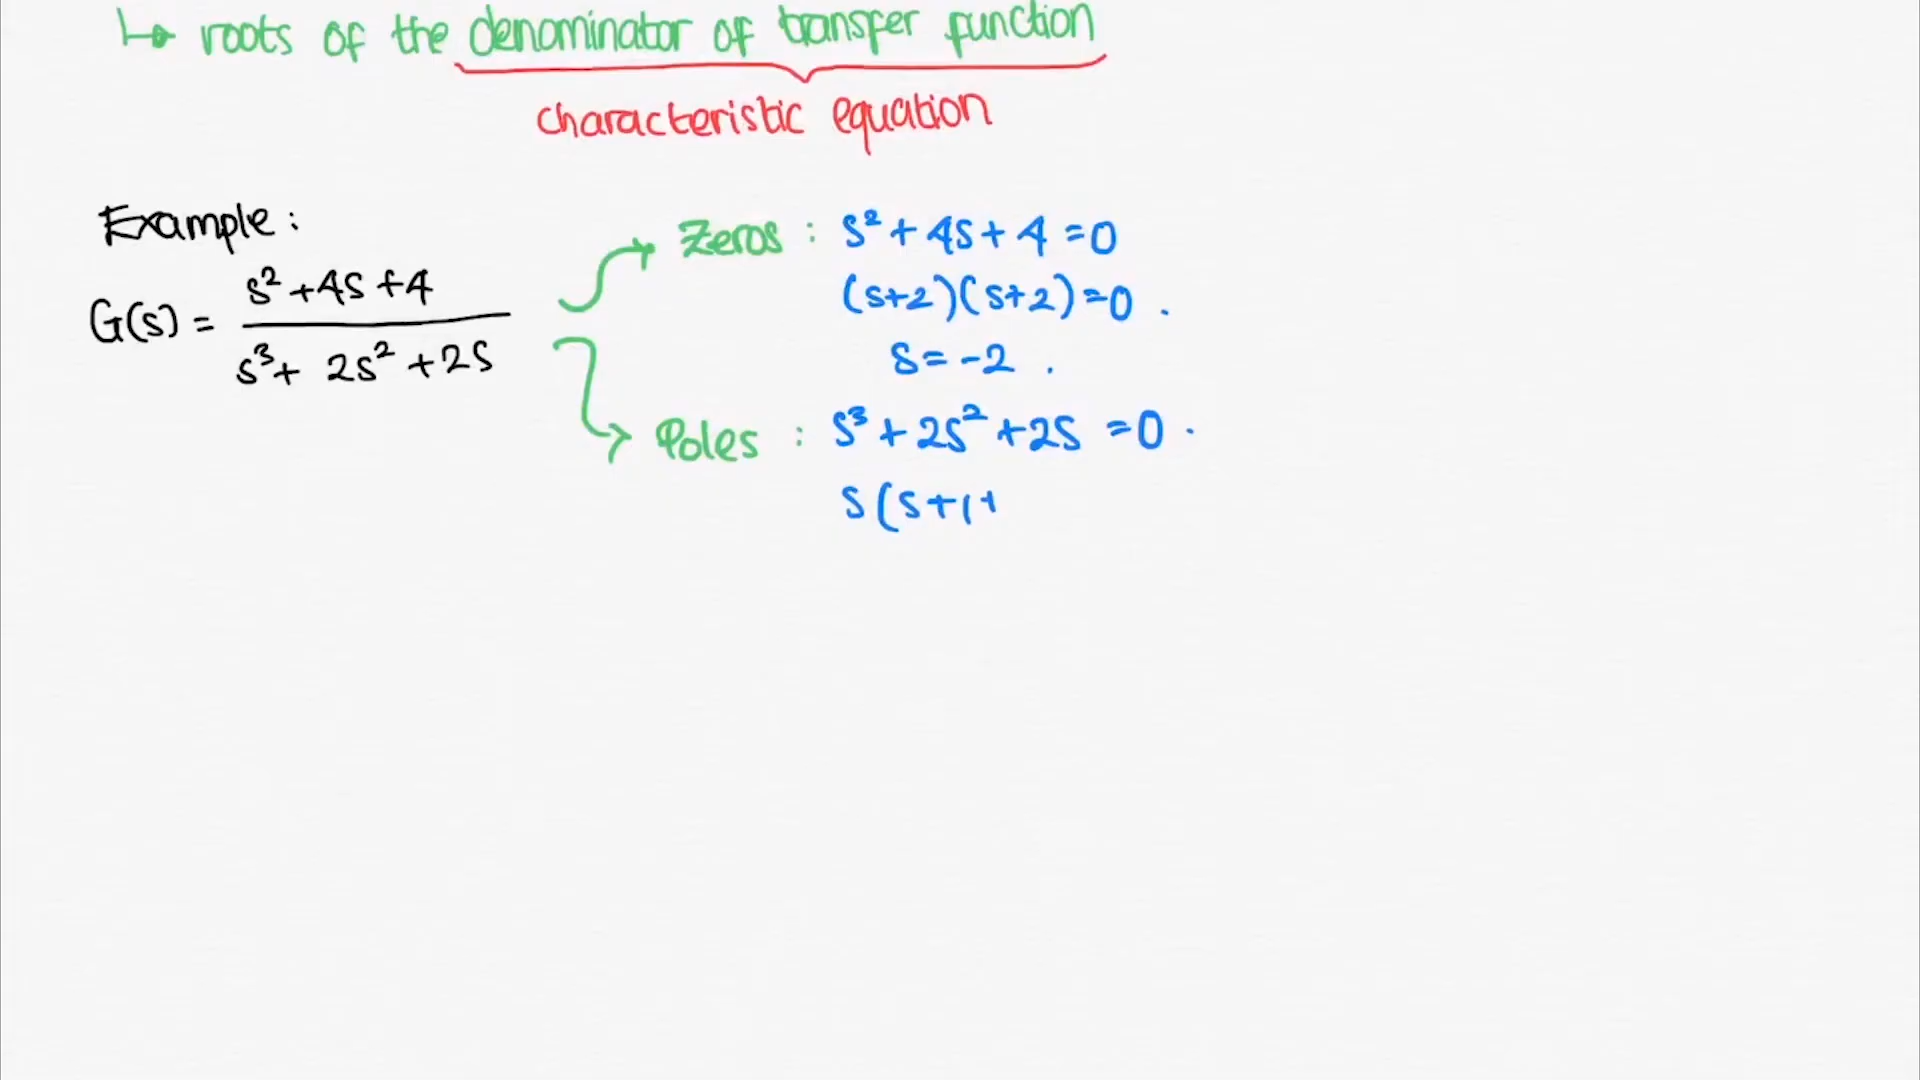 ↳ roots of the denominator of transfer function
characteristic equation
Example:
G(s) = (s² + 4s + 4) / (s³ + 2s² + 2s)
Zeros : s² + 4s + 4 = 0
(s+2)(s+2) = 0 .
s = -2 .
Poles : s³ + 2s² + 2s = 0 .
s(s+1+